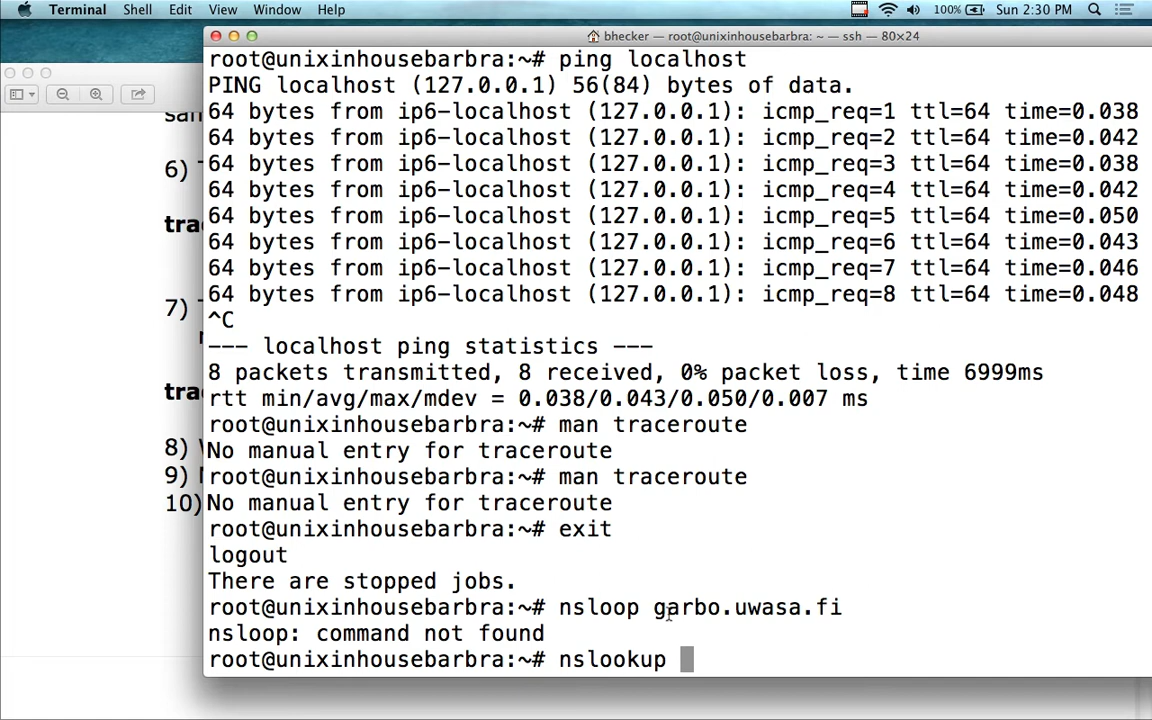 Terminal Shell Edit View Window Help 100% Sun 2:30 PM
bhecker — root@unixinhousebarbra: ~ — ssh — 80×24
root@unixinhousebarbra:~# ping localhost
PING localhost (127.0.0.1) 56(84) bytes of data.
64 bytes from ip6-localhost (127.0.0.1): icmp_req=1 ttl=64 time=0.038
64 bytes from ip6-localhost (127.0.0.1): icmp_req=2 ttl=64 time=0.042
64 bytes from ip6-localhost (127.0.0.1): icmp_req=3 ttl=64 time=0.038
64 bytes from ip6-localhost (127.0.0.1): icmp_req=4 ttl=64 time=0.042
64 bytes from ip6-localhost (127.0.0.1): icmp_req=5 ttl=64 time=0.050
64 bytes from ip6-localhost (127.0.0.1): icmp_req=6 ttl=64 time=0.043
64 bytes from ip6-localhost (127.0.0.1): icmp_req=7 ttl=64 time=0.046
64 bytes from ip6-localhost (127.0.0.1): icmp_req=8 ttl=64 time=0.048
^C
--- localhost ping statistics ---
8 packets transmitted, 8 received, 0% packet loss, time 6999ms
rtt min/avg/max/mdev = 0.038/0.043/0.050/0.007 ms
root@unixinhousebarbra:~# man traceroute
No manual entry for traceroute
root@unixinhousebarbra:~# man traceroute
No manual entry for traceroute
root@unixinhousebarbra:~# exit
logout
There are stopped jobs.
root@unixinhousebarbra:~# nsloop garbo.uwasa.fi
nsloop: command not found
root@unixinhousebarbra:~# nslookup
6)
7)
8)
9)
10)